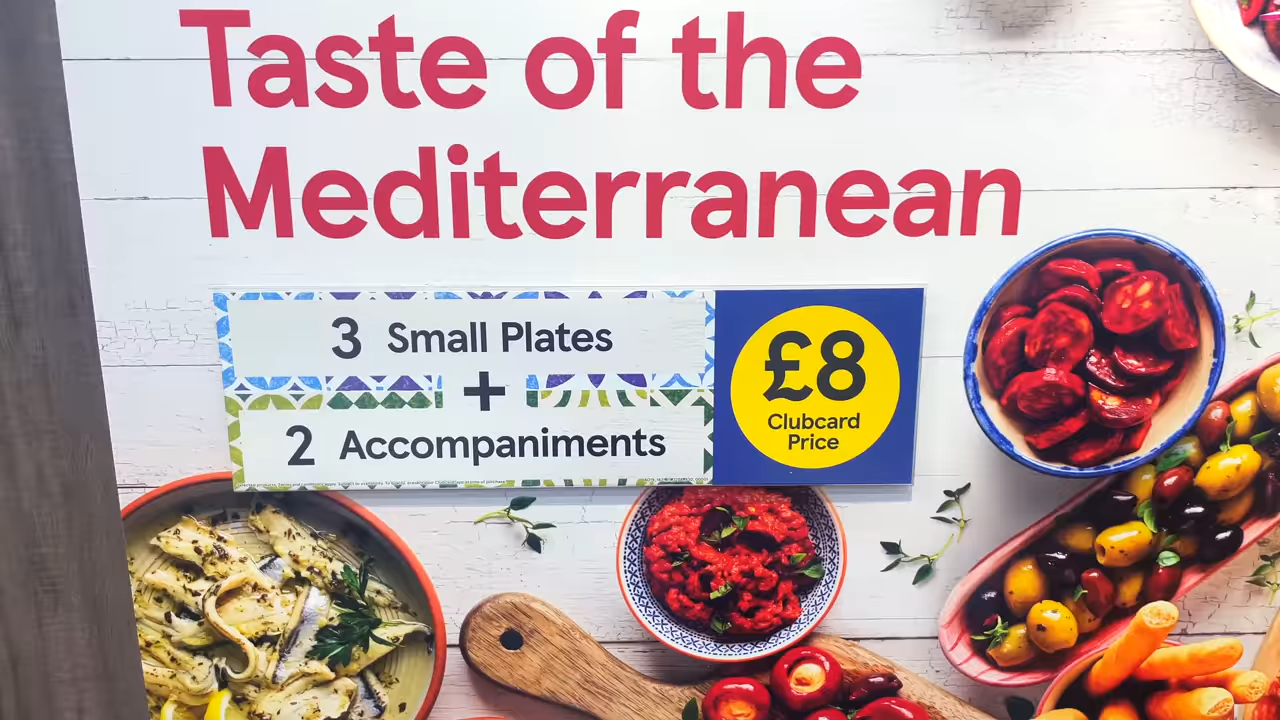 Taste of the
Mediterranean
3 Small Plates
+
2 Accompaniments
£8
Clubcard
Price